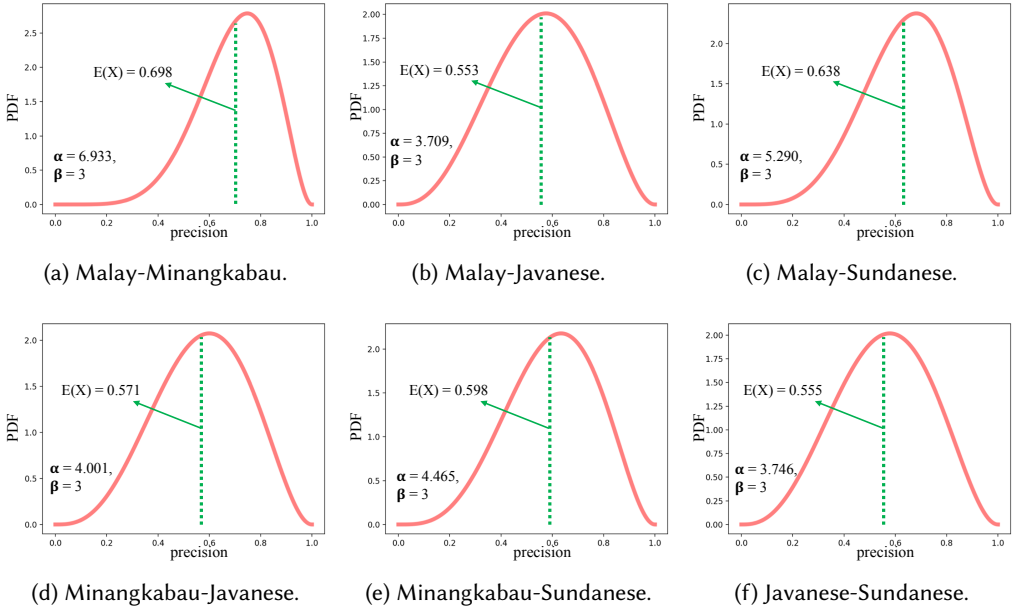 PDF
2.5
2.0
1.5
1.0
0.5
0.0
E(X) = 0.698
α = 6.933,
β = 3
0.0 0.2 0.4 0.6 0.8 1.0
precision
(a) Malay-Minangkabau.
PDF
2.00
1.75
1.50
1.25
1.00
0.75
0.50
0.25
0.00
E(X) = 0.553
α = 3.709,
β = 3
0.0 0.2 0.4 0.6 0.8 1.0
precision
(b) Malay-Javanese.
PDF
2.0
1.5
1.0
0.5
0.0
E(X) = 0.638
α = 5.290,
β = 3
0.0 0.2 0.4 0.6 0.8 1.0
precision
(c) Malay-Sundanese.
PDF
2.0
1.5
1.0
0.5
0.0
E(X) = 0.571
α = 4.001,
β = 3
0.0 0.2 0.4 0.6 0.8 1.0
precision
(d) Minangkabau-Javanese.
PDF
2.0
1.5
1.0
0.5
0.0
E(X) = 0.598
α = 4.465,
β = 3
0.0 0.2 0.4 0.6 0.8 1.0
precision
(e) Minangkabau-Sundanese.
PDF
2.00
1.75
1.50
1.25
1.00
0.75
0.50
0.25
0.00
E(X) = 0.555
α = 3.746,
β = 3
0.0 0.2 0.4 0.6 0.8 1.0
precision
(f) Javanese-Sundanese.